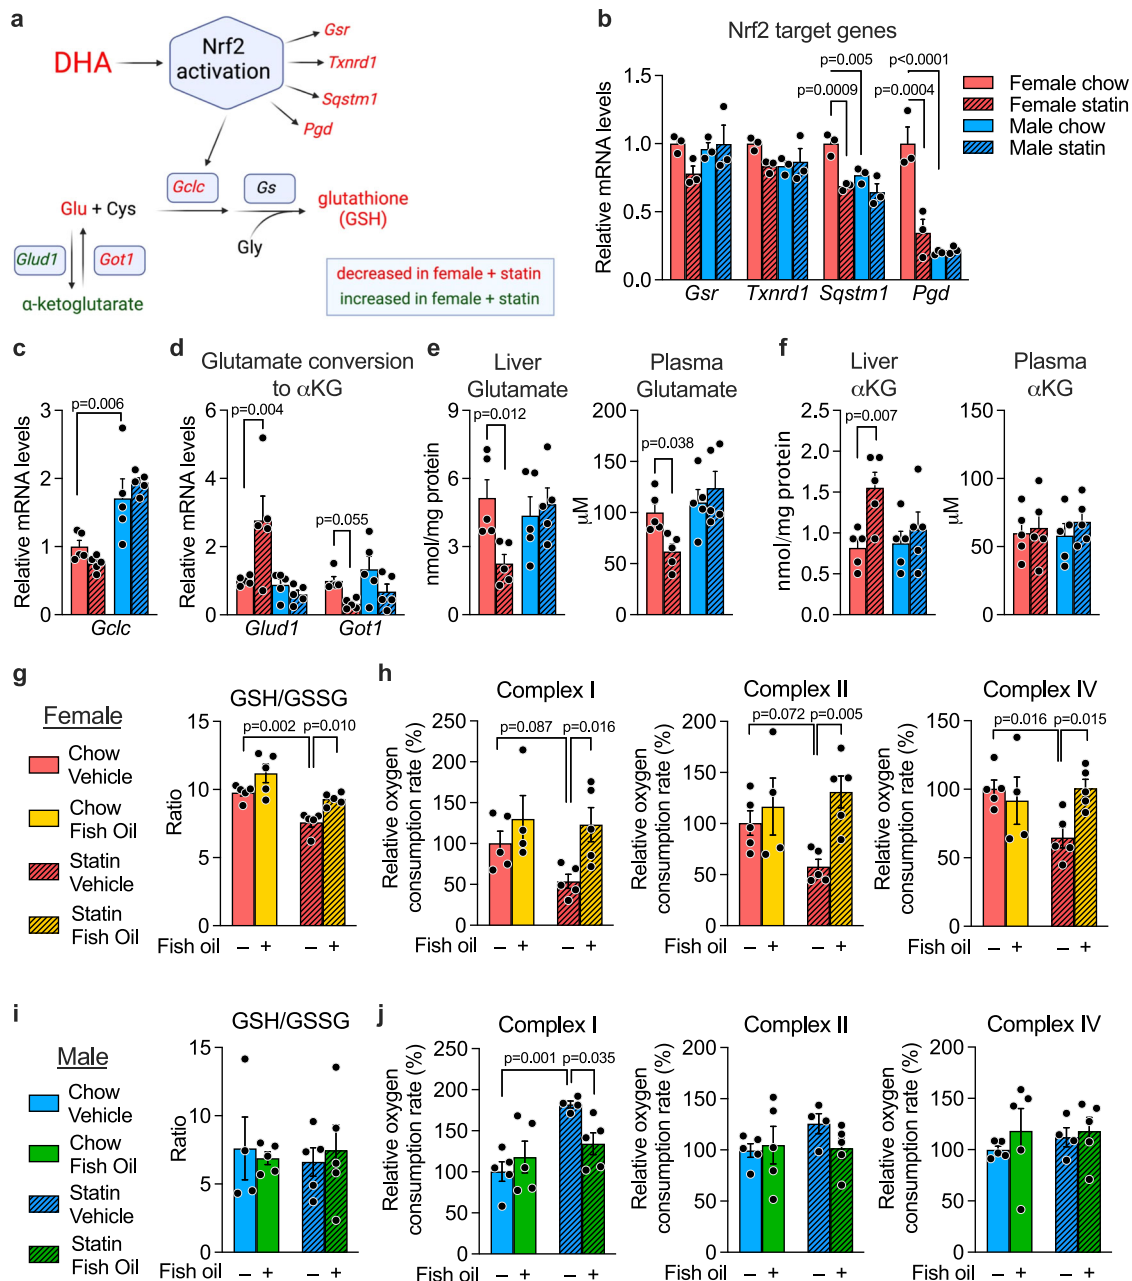 a
DHA
Nrf2
activation
Gsr
Txnrd1
Sqstm1
Pgd
Gclc
Gs
Glu + Cys
glutathione
(GSH)
Gly
Glud1
Got1
α-ketoglutarate
decreased in female + statin
increased in female + statin
b
Nrf2 target genes
Relative mRNA levels
1.5
1.0
0.5
0.0
p=0.005
p=0.0009
p<0.0001
p=0.0004
Gsr
Txnrd1
Sqstm1
Pgd
Female chow
Female statin
Male chow
Male statin
c
Relative mRNA levels
3
2
1
0
p=0.006
Gclc
d
Glutamate conversion
to αKG
Relative mRNA levels
6
4
2
0
p=0.004
p=0.055
Glud1
Got1
e
Liver
Glutamate
nmol/mg protein
9
6
3
0
p=0.012
Plasma
Glutamate
μM
200
150
100
50
0
p=0.038
f
Liver
αKG
nmol/mg protein
2.5
2.0
1.5
1.0
0.5
0.0
p=0.007
Plasma
αKG
μM
150
100
50
0
g
Female
Chow
Vehicle
Chow
Fish Oil
Statin
Vehicle
Statin
Fish Oil
GSH/GSSG
Ratio
15
10
5
0
p=0.002
p=0.010
Fish oil – + – +
h
Complex I
Relative oxygen
consumption rate (%)
250
200
150
100
50
0
p=0.087
p=0.016
Fish oil – + – +
Complex II
Relative oxygen
consumption rate (%)
200
150
100
50
0
p=0.072
p=0.005
Fish oil – + – +
Complex IV
Relative oxygen
consumption rate (%)
150
100
50
0
p=0.016
p=0.015
Fish oil – + – +
i
Male
Chow
Vehicle
Chow
Fish Oil
Statin
Vehicle
Statin
Fish Oil
GSH/GSSG
Ratio
15
10
5
0
Fish oil – + – +
j
Complex I
Relative oxygen
consumption rate (%)
250
200
150
100
50
0
p=0.001
p=0.035
Fish oil – + – +
Complex II
Relative oxygen
consumption rate (%)
200
150
100
50
0
Fish oil – + – +
Complex IV
Relative oxygen
consumption rate (%)
200
150
100
50
0
Fish oil – + – +